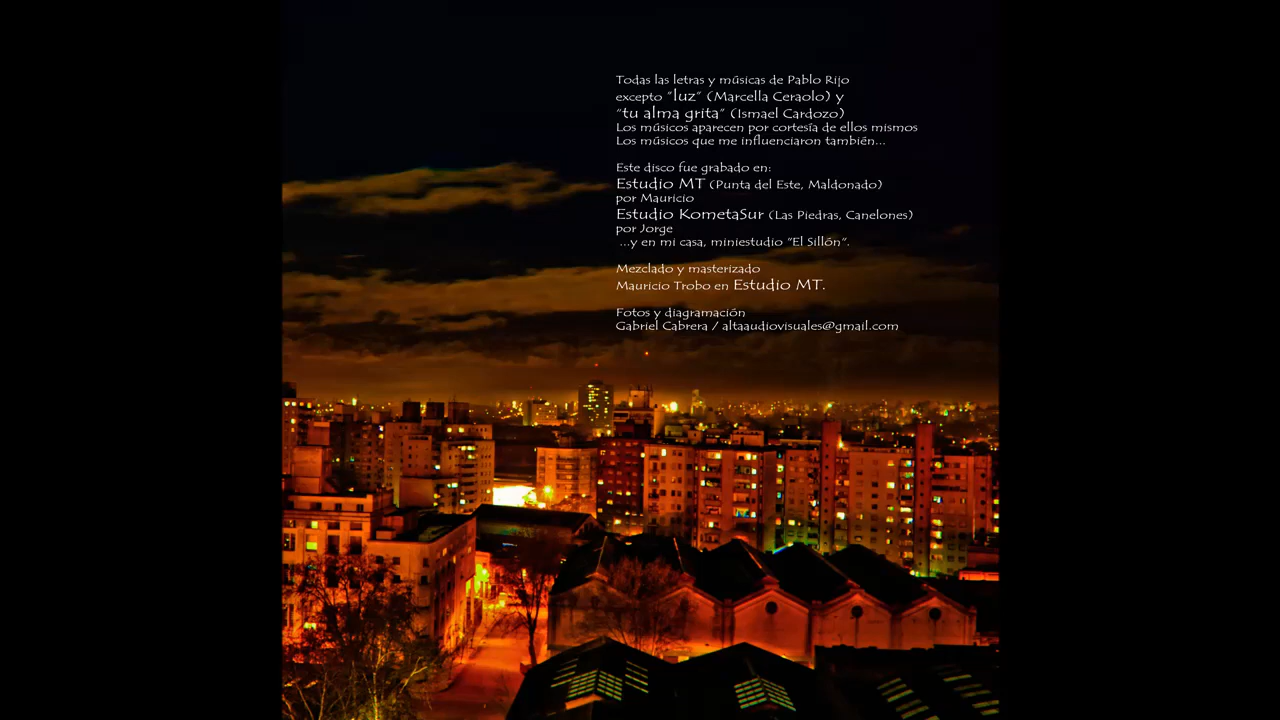 Todas las letras y músicas de Pablo Rijo
excepto "luz" (Marcella Ceraolo) y
"tu alma grita" (Ismael Cardozo)
Los músicos aparecen por cortesía de ellos mismos
Los músicos que me influenciaron también...
Este disco fue grabado en:
Estudio MT (Punta del Este, Maldonado)
por Mauricio
Estudio KometaSur (Las Piedras, Canelones)
por Jorge
...y en mi casa, miniestudio "El Sillón".
Mezclado y masterizado
Mauricio Trobo en Estudio MT.
Fotos y diagramación
Gabriel Cabrera / altaaudiovisuales@gmail.com